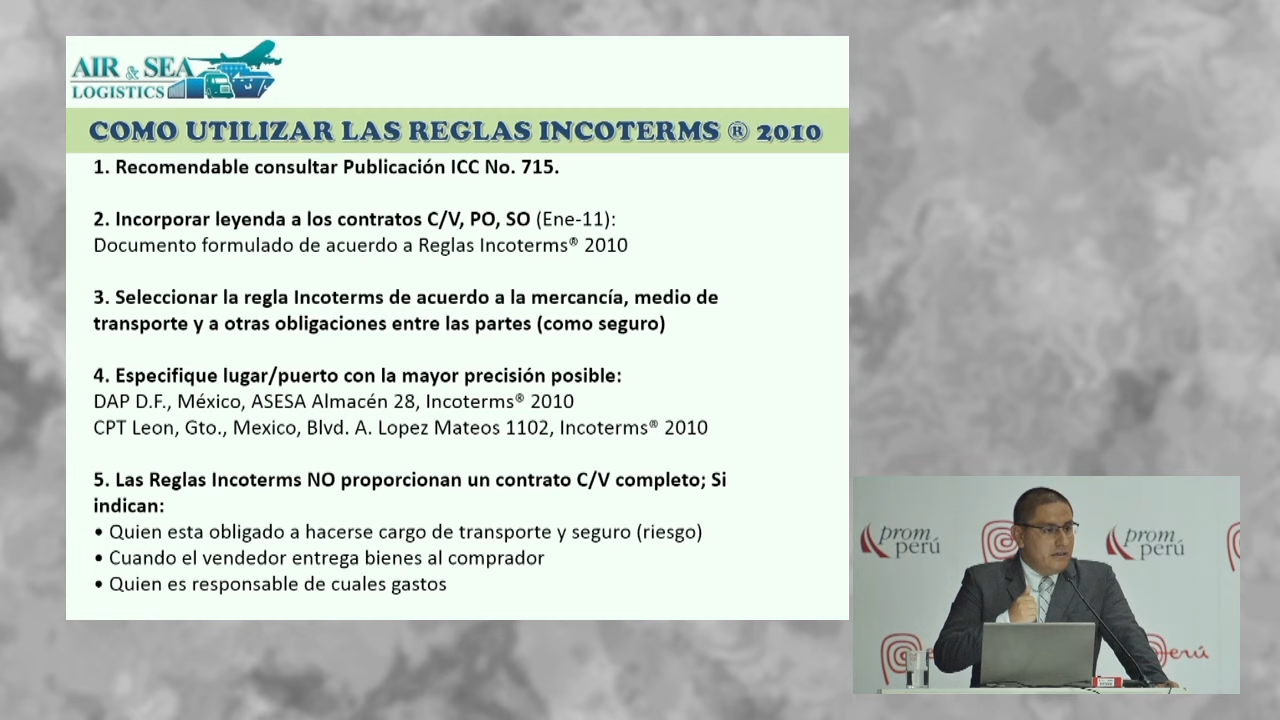 AIR & SEA
LOGISTICS
COMO UTILIZAR LAS REGLAS INCOTERMS ® 2010
1. Recomendable consultar Publicación ICC No. 715.
2. Incorporar leyenda a los contratos C/V, PO, SO (Ene-11):
Documento formulado de acuerdo a Reglas Incoterms® 2010
3. Seleccionar la regla Incoterms de acuerdo a la mercancía, medio de
transporte y a otras obligaciones entre las partes (como seguro)
4. Especifique lugar/puerto con la mayor precisión posible:
DAP D.F., México, ASESA Almacén 28, Incoterms® 2010
CPT Leon, Gto., Mexico, Blvd. A. Lopez Mateos 1102, Incoterms® 2010
5. Las Reglas Incoterms NO proporcionan un contrato C/V completo; Si
indican:
• Quien esta obligado a hacerse cargo de transporte y seguro (riesgo)
• Cuando el vendedor entrega bienes al comprador
• Quien es responsable de cuales gastos
prom
perú
prom
perú
erú